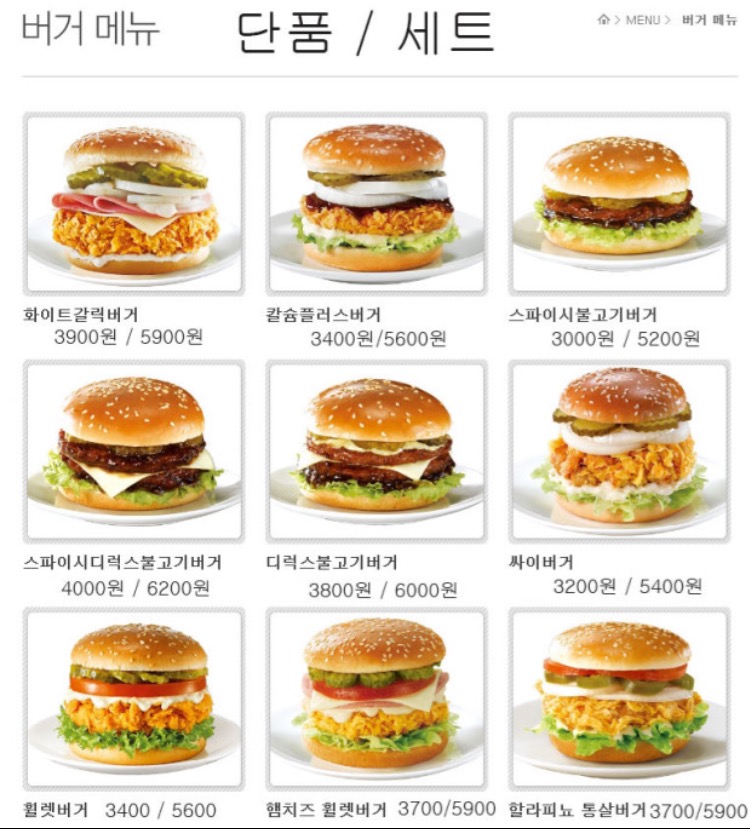 버거 메뉴
단품 / 세트
MENU 버거 메뉴
화이트갈릭버거
3900원 / 5900원
칼슘플러스버거
3400원/5600원
스파이시불고기버거
3000원 / 5200원
스파이시디럭스불고기버거
4000원 / 6200원
디럭스불고기버거
3800원 / 6000원
싸이버거
3200원 / 5400원
휠렛버거 3400 / 5600
햄치즈 휠렛버거 3700/5900
할라피뇨 통살버거 3700/5900